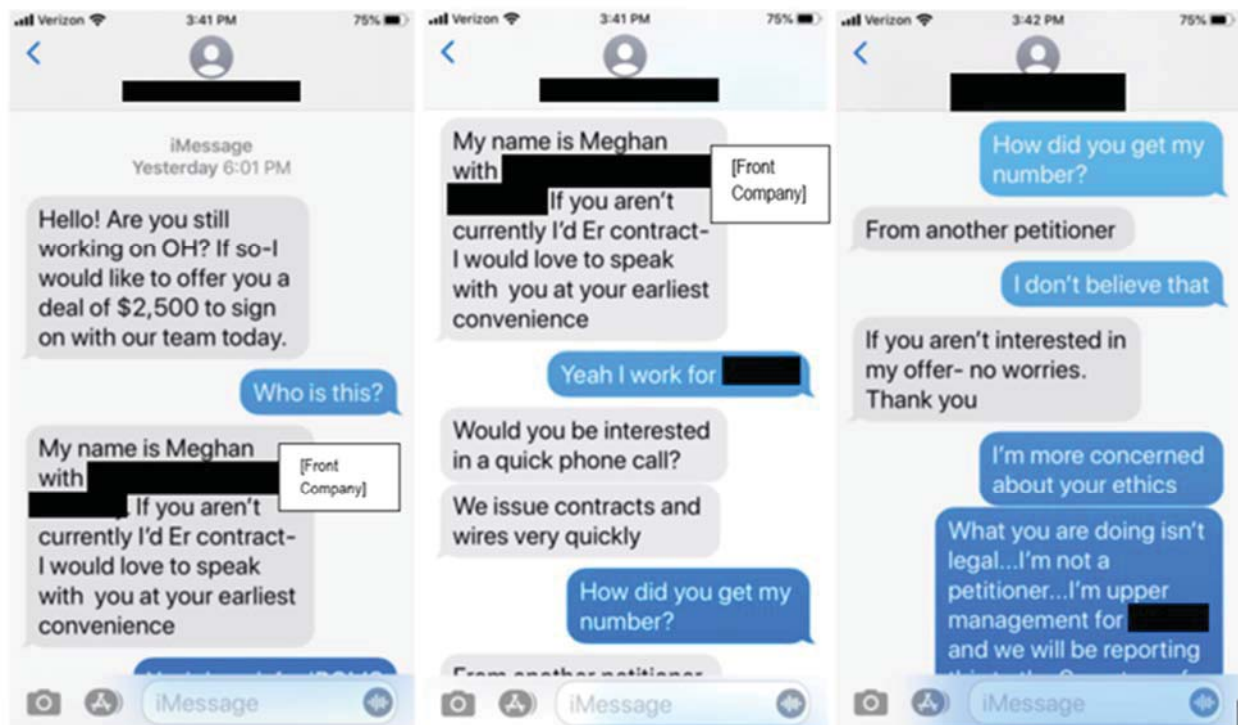 Verizon 3:41 PM 75%
iMessage
Yesterday 6:01 PM
Hello! Are you still
working on OH? If so-I
would like to offer you a
deal of $2,500 to sign
on with our team today.
Who is this?
My name is Meghan
with
[Front
Company]
If you aren't
currently I'd Er contract-
I would love to speak
with you at your earliest
convenience
iMessage
Verizon 3:41 PM 75%
My name is Meghan
with
[Front
Company]
If you aren't
currently I'd Er contract-
I would love to speak
with you at your earliest
convenience
Yeah I work for
Would you be interested
in a quick phone call?
We issue contracts and
wires very quickly
How did you get my
number?
From another petitioner
iMessage
Verizon 3:42 PM 75%
How did you get my
number?
From another petitioner
I don't believe that
If you aren't interested in
my offer- no worries.
Thank you
I'm more concerned
about your ethics
What you are doing isn't
legal...I'm not a
petitioner...I'm upper
management for
and we will be reporting
iMessage